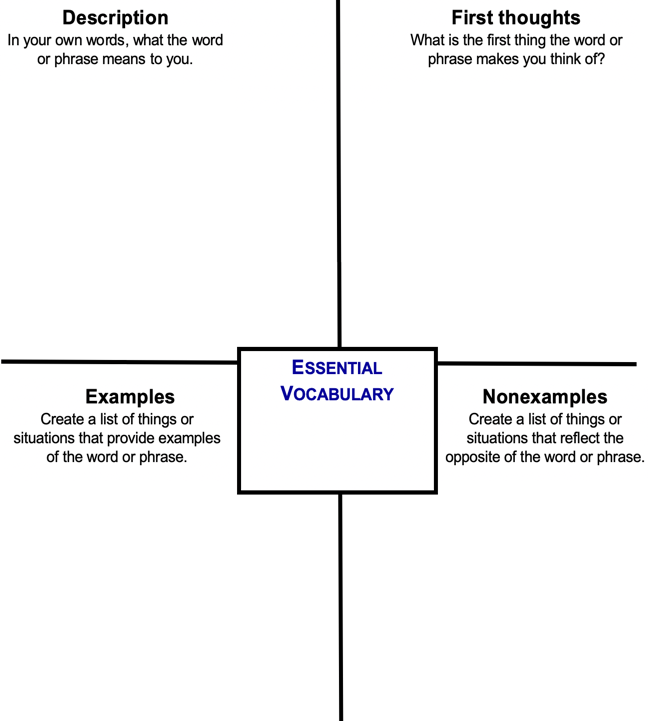 Description
In your own words, what the word
or phrase means to you.
First thoughts
What is the first thing the word or
phrase makes you think of?
ESSENTIAL
VOCABULARY
Examples
Create a list of things or
situations that provide examples
of the word or phrase.
Nonexamples
Create a list of things or
situations that reflect the
opposite of the word or phrase.